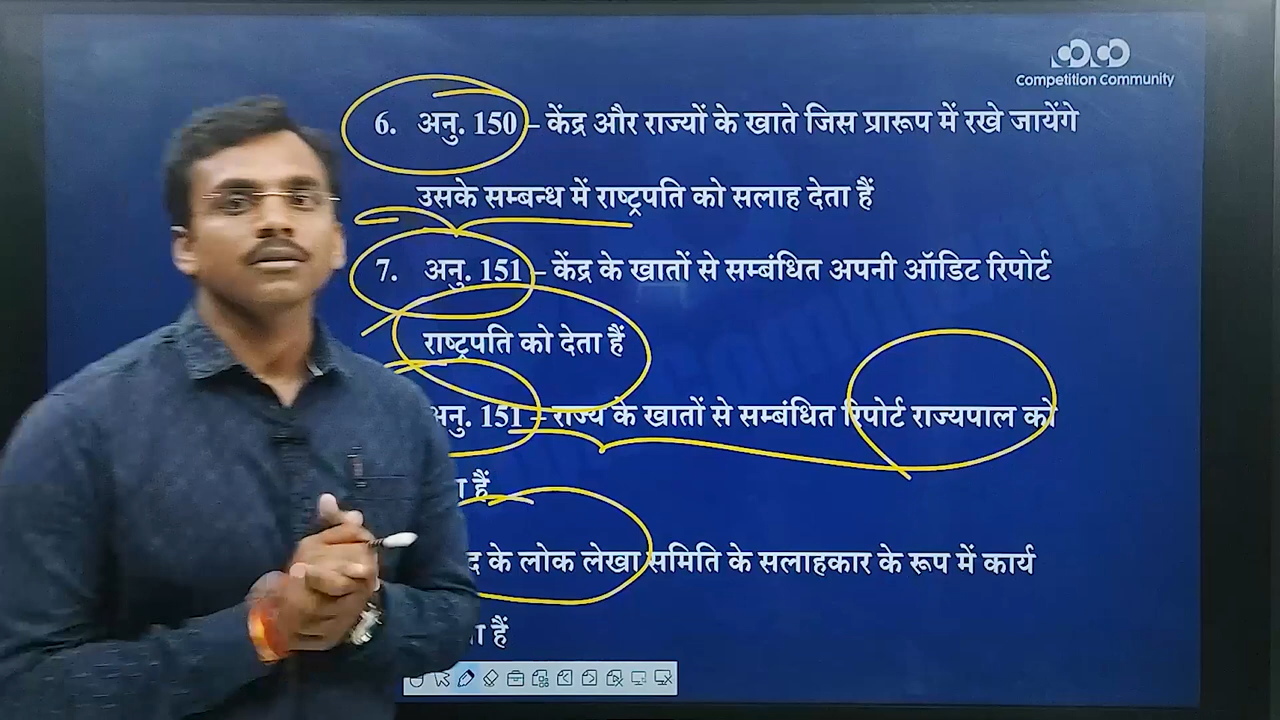 Competition Community
6. अनु. 150 – केंद्र और राज्यों के खाते जिस प्रारूप में रखे जायेंगे
उसके सम्बन्ध में राष्ट्रपति को सलाह देता हैं
7. अनु. 151 – केंद्र के खातों से सम्बंधित अपनी ऑडिट रिपोर्ट
राष्ट्रपति को देता हैं
अनु. 151 – राज्य के खातों से सम्बंधित रिपोर्ट राज्यपाल को
हैं
के लोक लेखा समिति के सलाहकार के रूप में कार्य
हैं